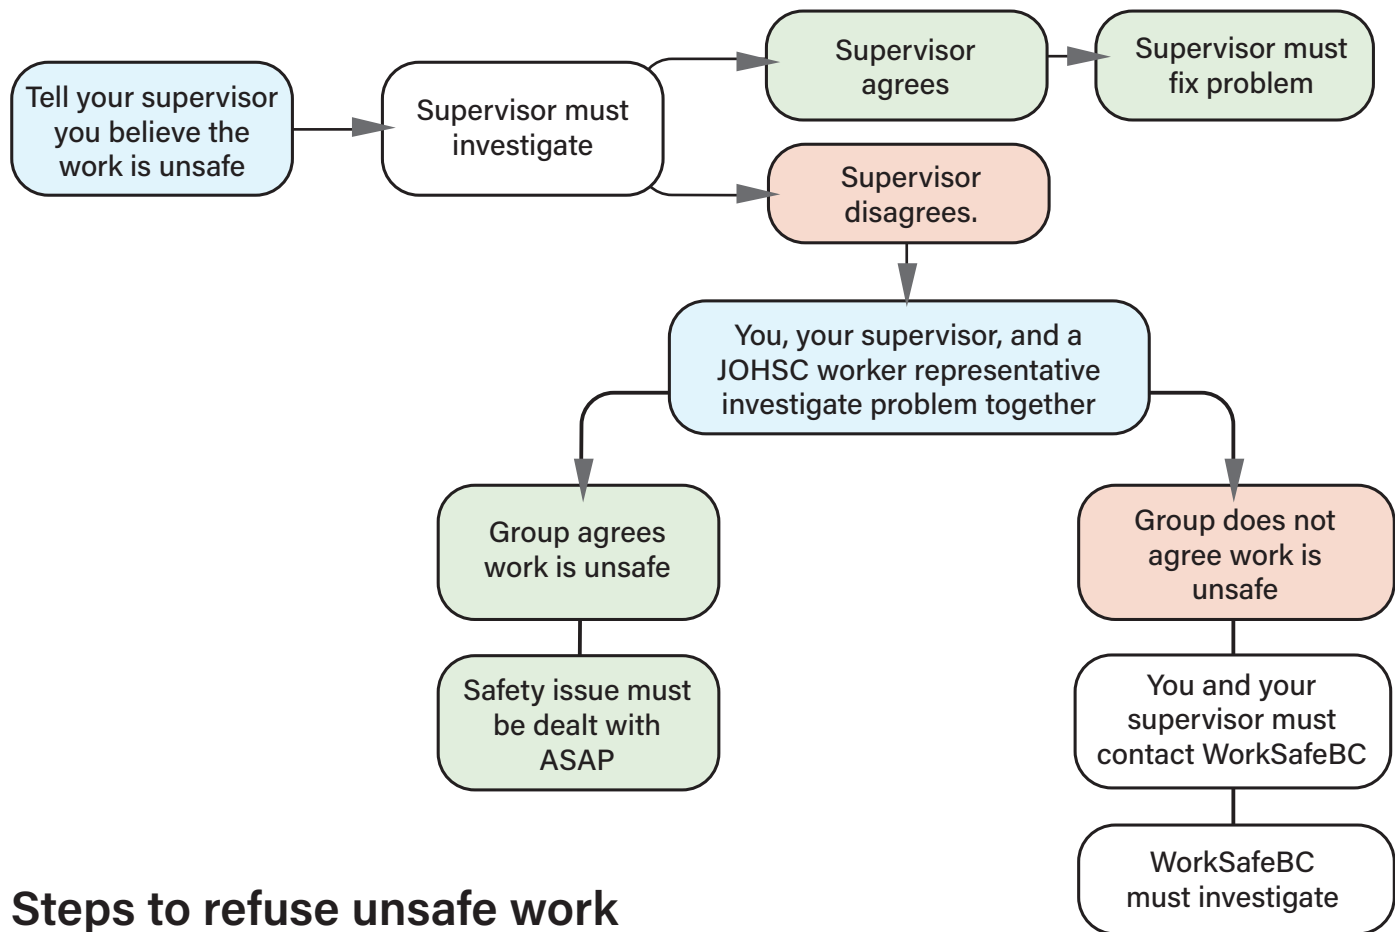 Tell your supervisor
you believe the
work is unsafe
Supervisor must
investigate
Supervisor
agrees
Supervisor must
fix problem
Supervisor
disagrees.
You, your supervisor, and a
JOHSC worker representative
investigate problem together
Group agrees
work is unsafe
Safety issue must
be dealt with
ASAP
Group does not
agree work is
unsafe
You and your
supervisor must
contact WorkSafeBC
WorkSafeBC
must investigate
Steps to refuse unsafe work